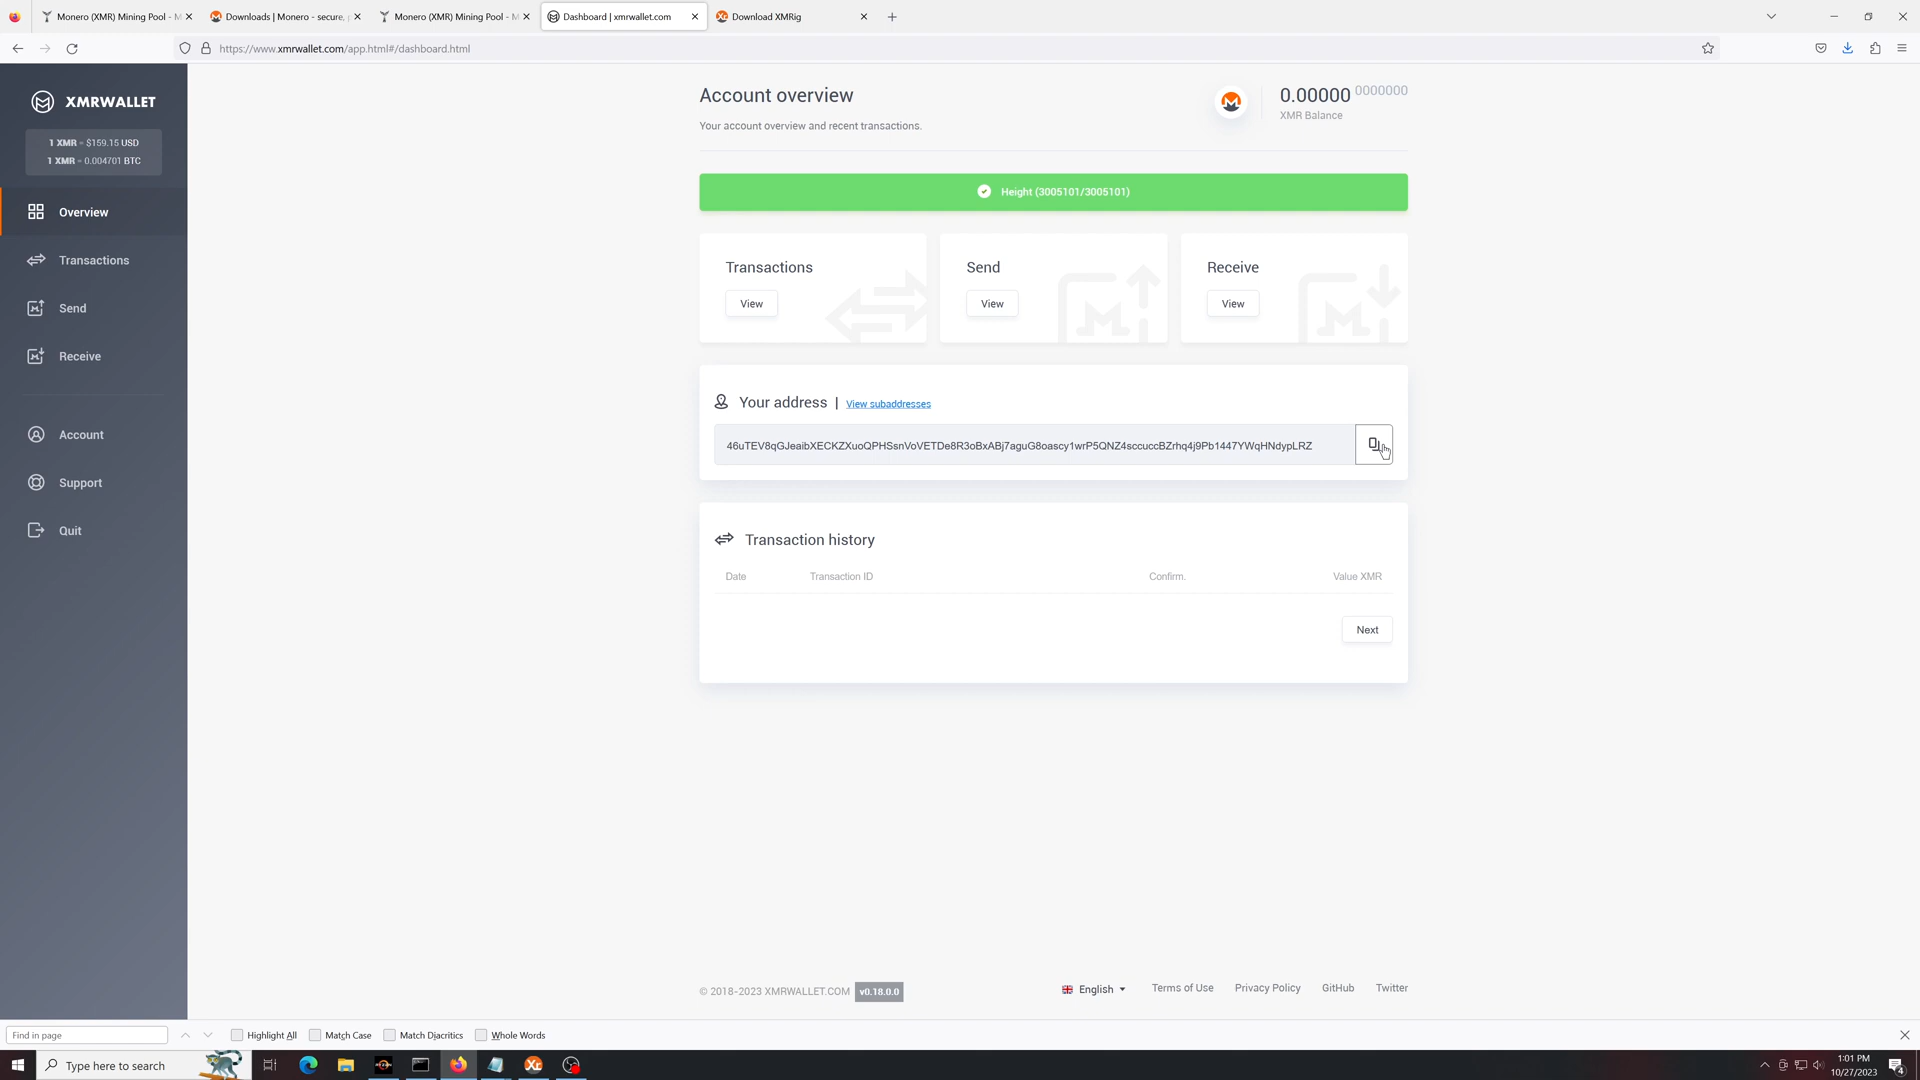 Monero (XMR) Mining Pool - M
Downloads | Monero - secure, p
Monero (XMR) Mining Pool - M
Dashboard | xmrwallet.com
Download XMRig
https://www.xmrwallet.com/app.html#/dashboard.html
XMRWALLET
1 XMR = $159.15 USD
1 XMR = 0.004701 BTC
Overview
Transactions
Send
Receive
Account
Support
Quit
Account overview
Your account overview and recent transactions.
0.00000 0000000
XMR Balance
Height (3005101/3005101)
Transactions
View
Send
View
Receive
View
Your address | View subaddresses
46uTEV8qGJeaibXECKZXuoQPHSsnVoVETDe8R3oBxABj7aguG8oascy1wrP5QNZ4sccuccBZrhq4j9Pb1447YWqHNdypLRZ
Transaction history
Date Transaction ID Confirm. Value XMR
Next
© 2018-2023 XMRWALLET.COM v0.18.0.0
English Terms of Use Privacy Policy GitHub Twitter
Find in page Highlight All Match Case Match Diacritics Whole Words
Type here to search
1:01 PM
10/27/2023
4